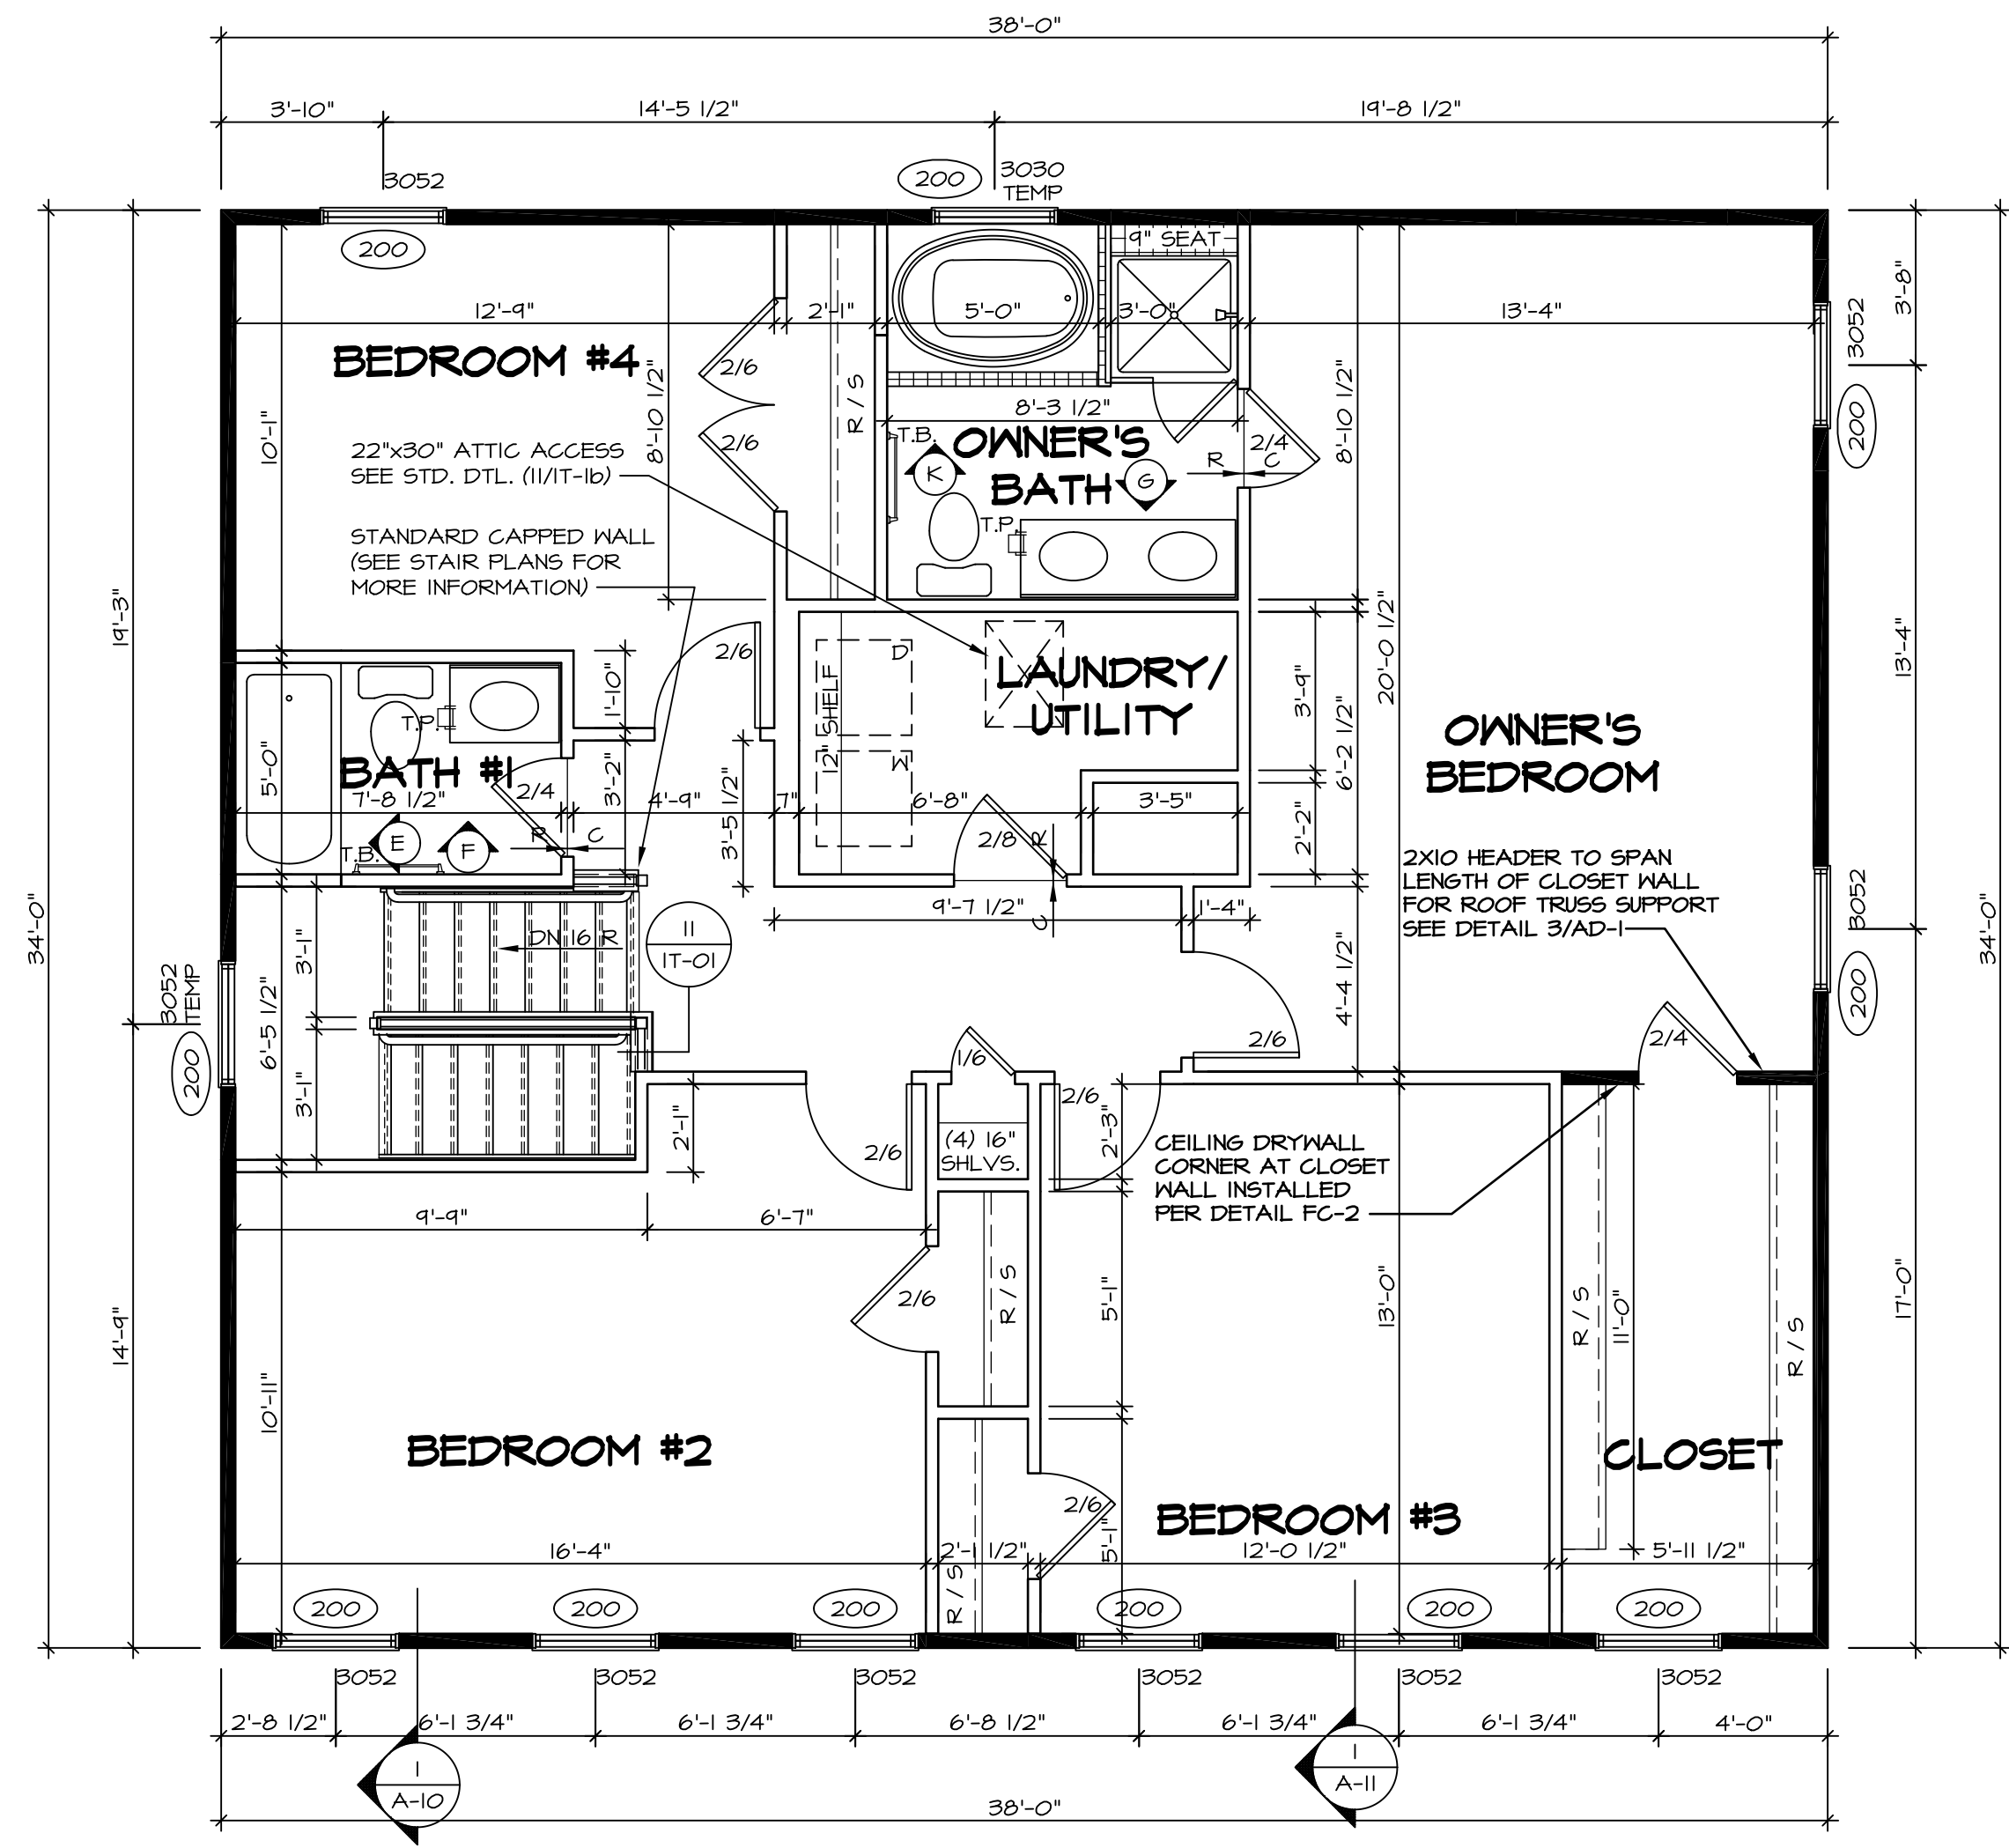 38'-0"
3'-10"
14'-5 1/2"
19'-8 1/2"
3052
200
3030
TEMP
200
9" SEAT
3'-8"
3052
12'-9"
2'-1"
5'-0"
3'-0"
13'-4"
BEDROOM #4
2/6
8'-10 1/2"
R / S
8'-3 1/2"
8'-10 1/2"
200
10'-1"
22"x30" ATTIC ACCESS
SEE STD. DTL. (11/IT-1b)
2/6
T.B.
K
OWNER'S
BATH
G
2/4
R
C
STANDARD CAPPED WALL
(SEE STAIR PLANS FOR
MORE INFORMATION)
T.P.
19'-3"
20'-0 1/2"
13'-4"
2/6
1'-10"
D
12" SHELF
W
LAUNDRY/
UTILITY
3'-9"
6'-2 1/2"
OWNER'S
BEDROOM
T.P.
5'-0"
BATH #1
7'-8 1/2"
2/4
3'-2"
4'-9"
3'-5 1/2"
7"
6'-8"
3'-5"
2'-2"
T.B.
E
F
R
C
2/8
R
C
2X10 HEADER TO SPAN
LENGTH OF CLOSET WALL
FOR ROOF TRUSS SUPPORT
SEE DETAIL 3/AD-1
3052
34'-0"
34'-0"
9'-7 1/2"
1'-4"
3'-1"
DN 16 R
11
IT-01
3052
TEMP
200
6'-5 1/2"
4'-4 1/2"
200
3'-1"
1/6
2/6
2/4
2'-1"
2/6
(4) 16"
SHLVS.
2/6
2'-3"
CEILING DRYWALL
CORNER AT CLOSET
WALL INSTALLED
PER DETAIL FC-2
9'-9"
6'-7"
2/6
R / S
5'-1"
13'-0"
R / S
11'-0"
R / S
17'-0"
14'-9"
10'-11"
BEDROOM #2
CLOSET
2/6
BEDROOM #3
5'-1"
16'-4"
2'-1 1/2"
12'-0 1/2"
5'-11 1/2"
R / S
200
200
200
200
200
200
3052
3052
3052
3052
3052
3052
2'-8 1/2"
6'-1 3/4"
6'-1 3/4"
6'-8 1/2"
6'-1 3/4"
6'-1 3/4"
4'-0"
1
A-10
1
A-11
38'-0"